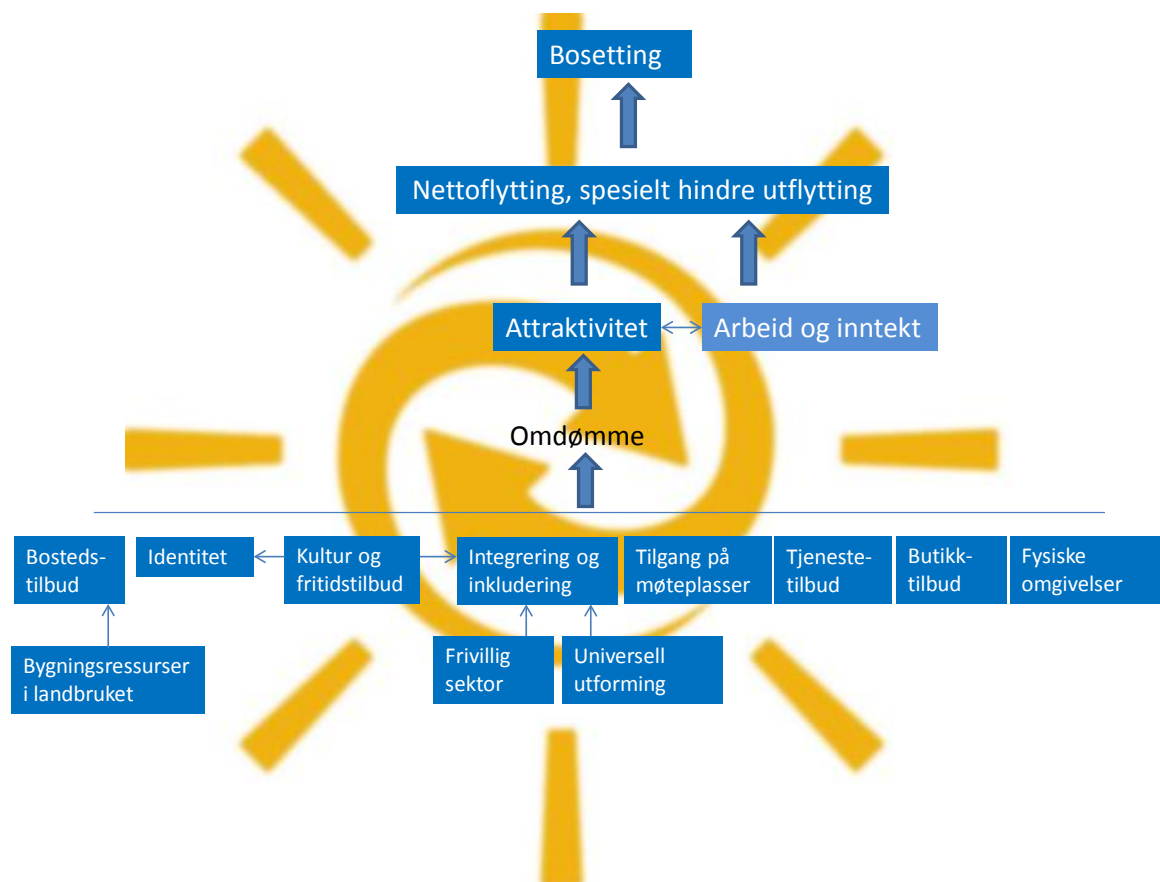 Bosetting
Nettoflytting, spesielt hindre utflytting
Attraktivitet
Arbeid og inntekt
Omdømme
Bosteds-
tilbud
Identitet
Kultur og
fritidstilbud
Integrering og
inkludering
Tilgang på
møteplasser
Tjeneste-
tilbud
Butikk-
tilbud
Fysiske
omgivelser
Bygningsressurser
i landbruket
Frivillig
sektor
Universell
utforming